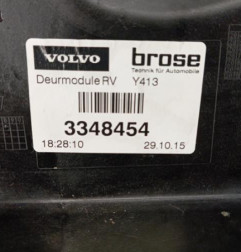 VOLVO brose
Technik für Automobile
Deurmodule RV Y413
3348454
18:28:10 29.10.15